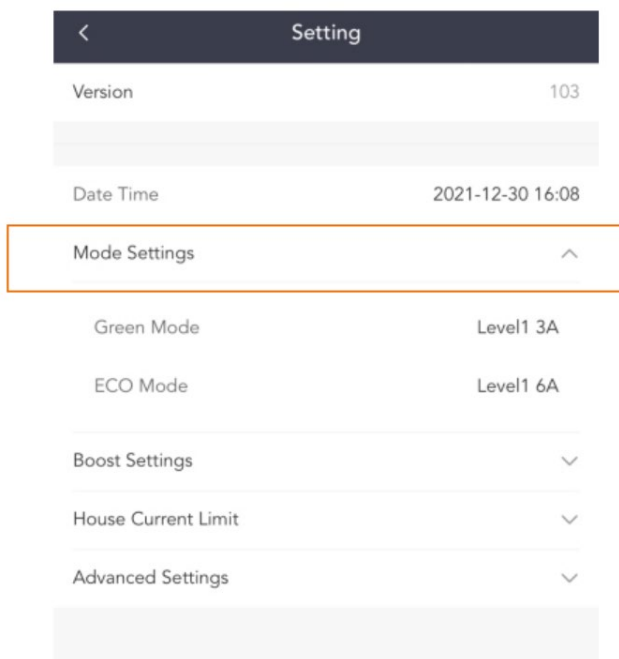 Setting
Version 103
Date Time 2021-12-30 16:08
Mode Settings
Green Mode Level1 3A
ECO Mode Level1 6A
Boost Settings
House Current Limit
Advanced Settings